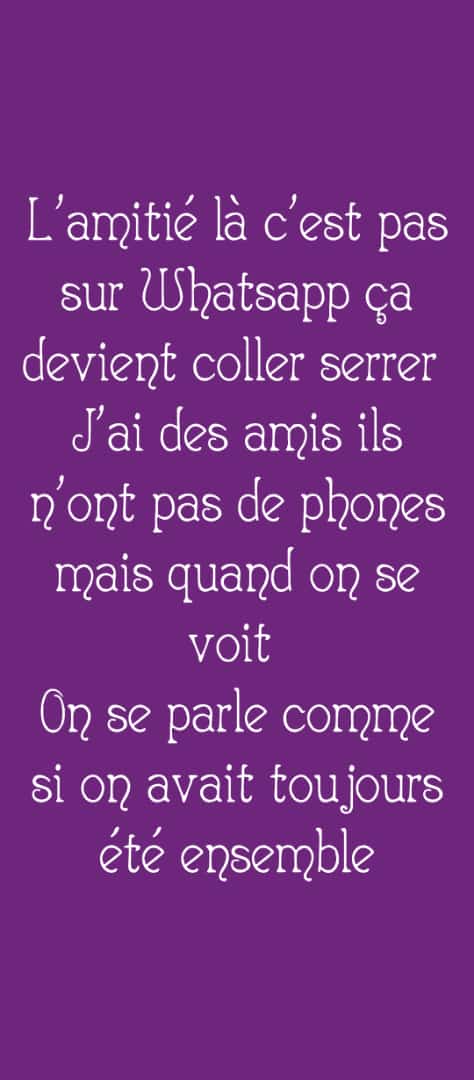 L'amitié là c'est pas
sur Whatsapp ça
devient coller serrer
J'ai des amis ils
n'ont pas de phones
mais quand on se
voit
On se parle comme
si on avait toujours
été ensemble